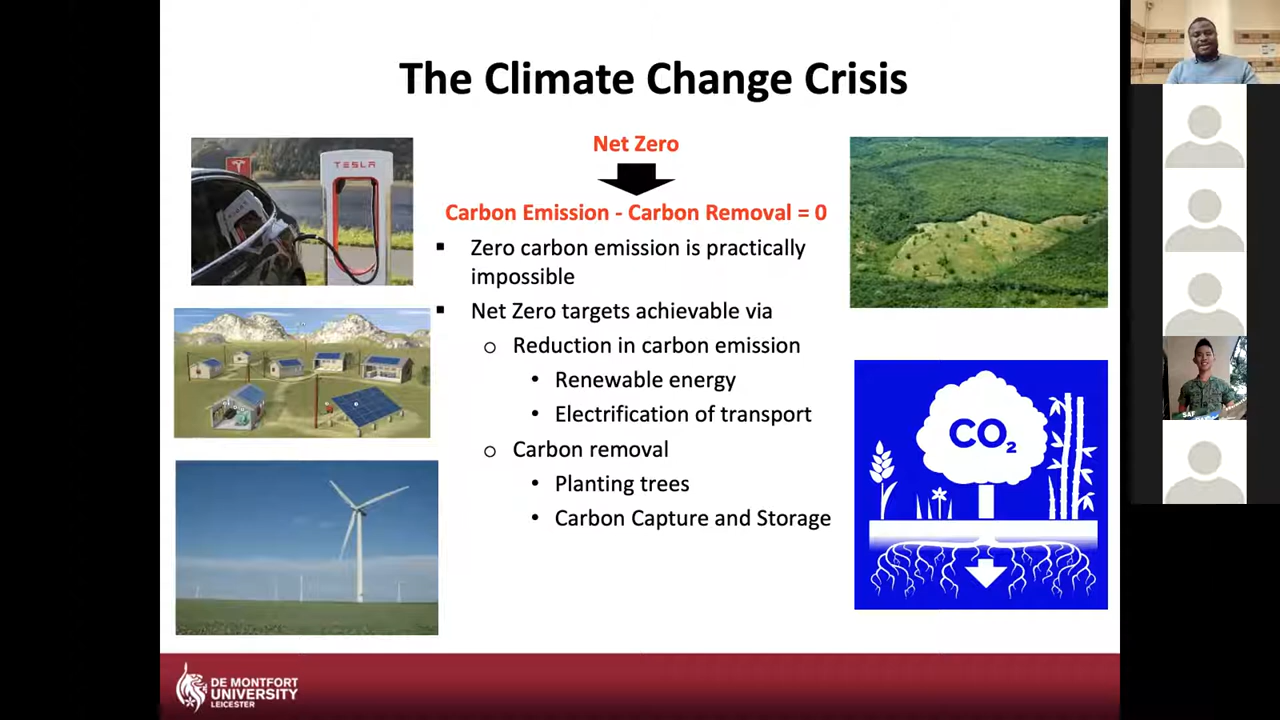 The Climate Change Crisis
Net Zero
Carbon Emission - Carbon Removal = 0
▪ Zero carbon emission is practically
impossible
▪ Net Zero targets achievable via
o Reduction in carbon emission
• Renewable energy
• Electrification of transport
o Carbon removal
• Planting trees
• Carbon Capture and Storage
TESLA
CO₂
SAF
DE MONTFORT
UNIVERSITY
LEICESTER